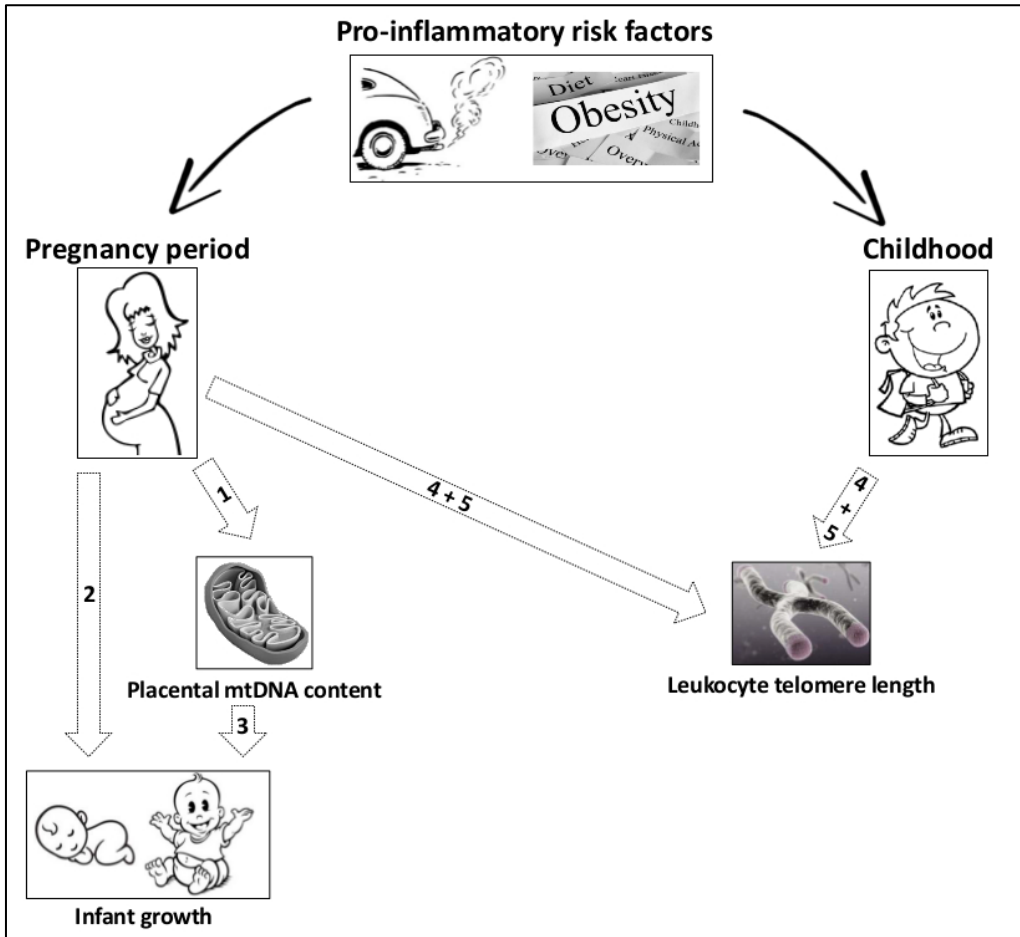 Pro-inflammatory risk factors
Diet
Obesity
Physical
Pregnancy period
Childhood
1
4 + 5
4
+
5
2
Placental mtDNA content
Leukocyte telomere length
3
Infant growth